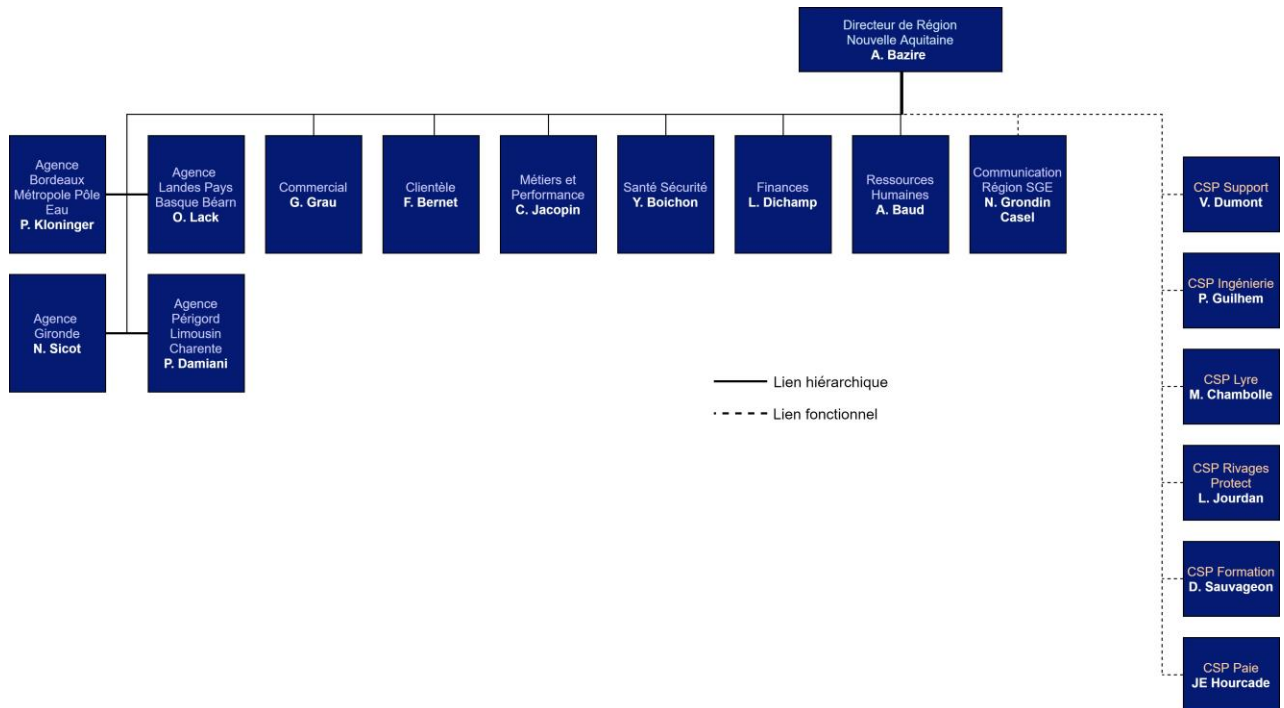 Directeur de Région
Nouvelle Aquitaine
A. Bazire
Agence
Bordeaux
Métropole Pôle
Eau
P. Kloninger
Agence
Landes Pays
Basque Béarn
O. Lack
Commercial
G. Grau
Clientèle
F. Bernet
Métiers et
Performance
C. Jacopin
Santé Sécurité
Y. Boichon
Finances
L. Dichamp
Ressources
Humaines
A. Baud
Communication
Région SGE
N. Grondin
Casel
Agence
Gironde
N. Sicot
Agence
Périgord
Limousin
Charente
P. Damiani
Lien hiérarchique
Lien fonctionnel
CSP Support
V. Dumont
CSP Ingénierie
P. Guilhem
CSP Lyre
M. Chambolle
CSP Rivages
Protect
L. Jourdan
CSP Formation
D. Sauvageon
CSP Paie
JE Hourcade